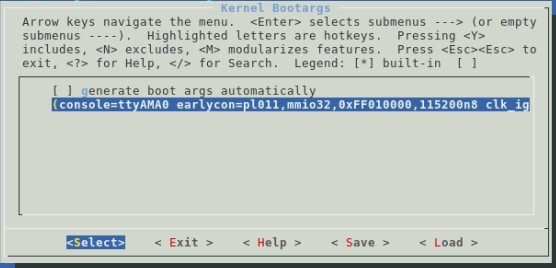 Kernel Bootargs
Arrow keys navigate the menu.  <Enter> selects submenus ---> (or empty
submenus ----).  Highlighted letters are hotkeys.  Pressing <Y>
includes, <N> excludes, <M> modularizes features.  Press <Esc><Esc> to
exit, <?> for Help, </> for Search.  Legend: [*] built-in  [ ]
[ ] generate boot args automatically
(console=ttyAMA0 earlycon=pl011,mmio32,0xFF010000,115200n8 clk_ig
<Select>    < Exit >    < Help >    < Save >    < Load >